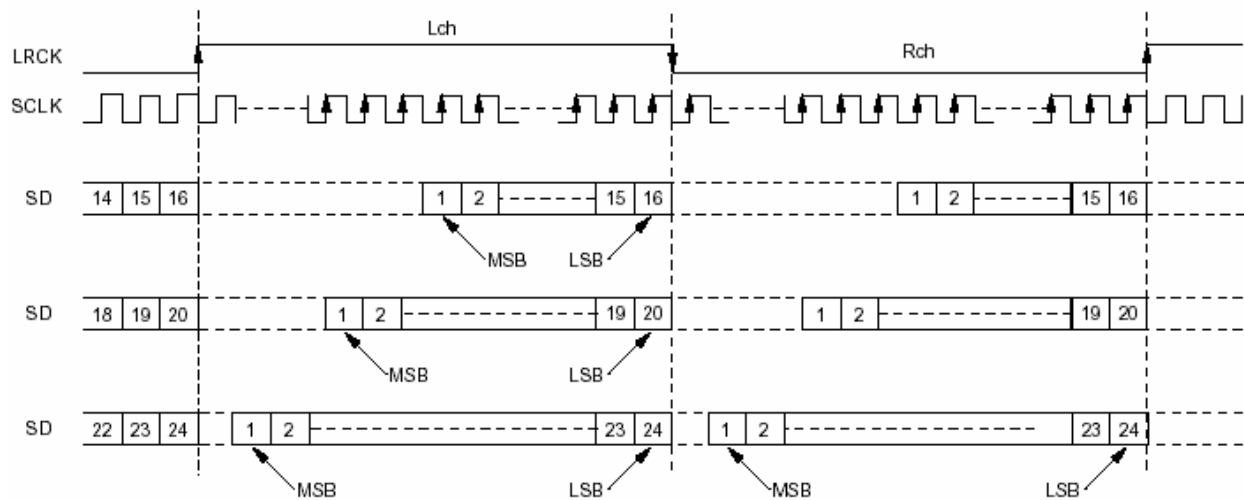 Lch
Rch
LRCK
SCLK
SD 14 15 16 1 2 15 16 1 2 15 16
MSB LSB
SD 18 19 20 1 2 19 20 1 2 19 20
MSB LSB
SD 22 23 24 1 2 23 24 1 2 23 24
MSB LSB MSB LSB